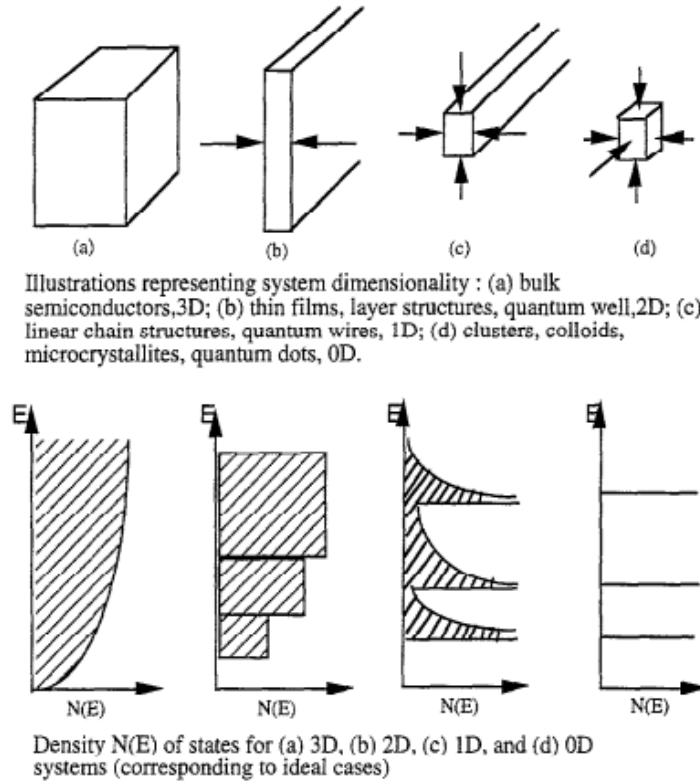 (a) (b) (c) (d)
Illustrations representing system dimensionality : (a) bulk
semiconductors,3D; (b) thin films, layer structures, quantum well,2D; (c)
linear chain structures, quantum wires, 1D; (d) clusters, colloids,
microcrystallites, quantum dots, 0D.
E E E E
N(E) N(E) N(E) N(E)
Density N(E) of states for (a) 3D, (b) 2D, (c) 1D, and (d) 0D
systems (corresponding to ideal cases)